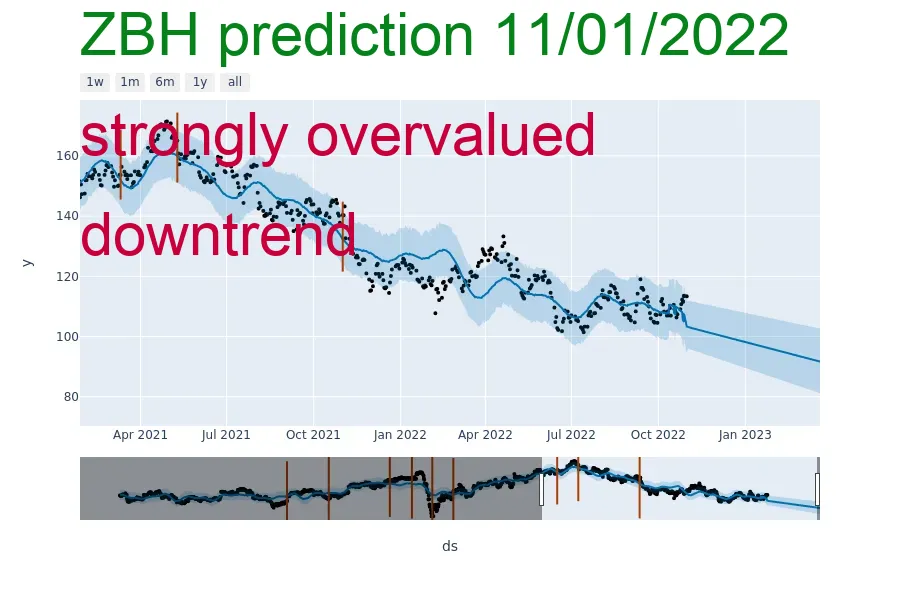 ZBH prediction 11/01/2022
1w 1m 6m 1y all
strongly overvalued
160
140
downtrend
y
120
100
80
Apr 2021 Jul 2021 Oct 2021 Jan 2022 Apr 2022 Jul 2022 Oct 2022 Jan 2023
ds